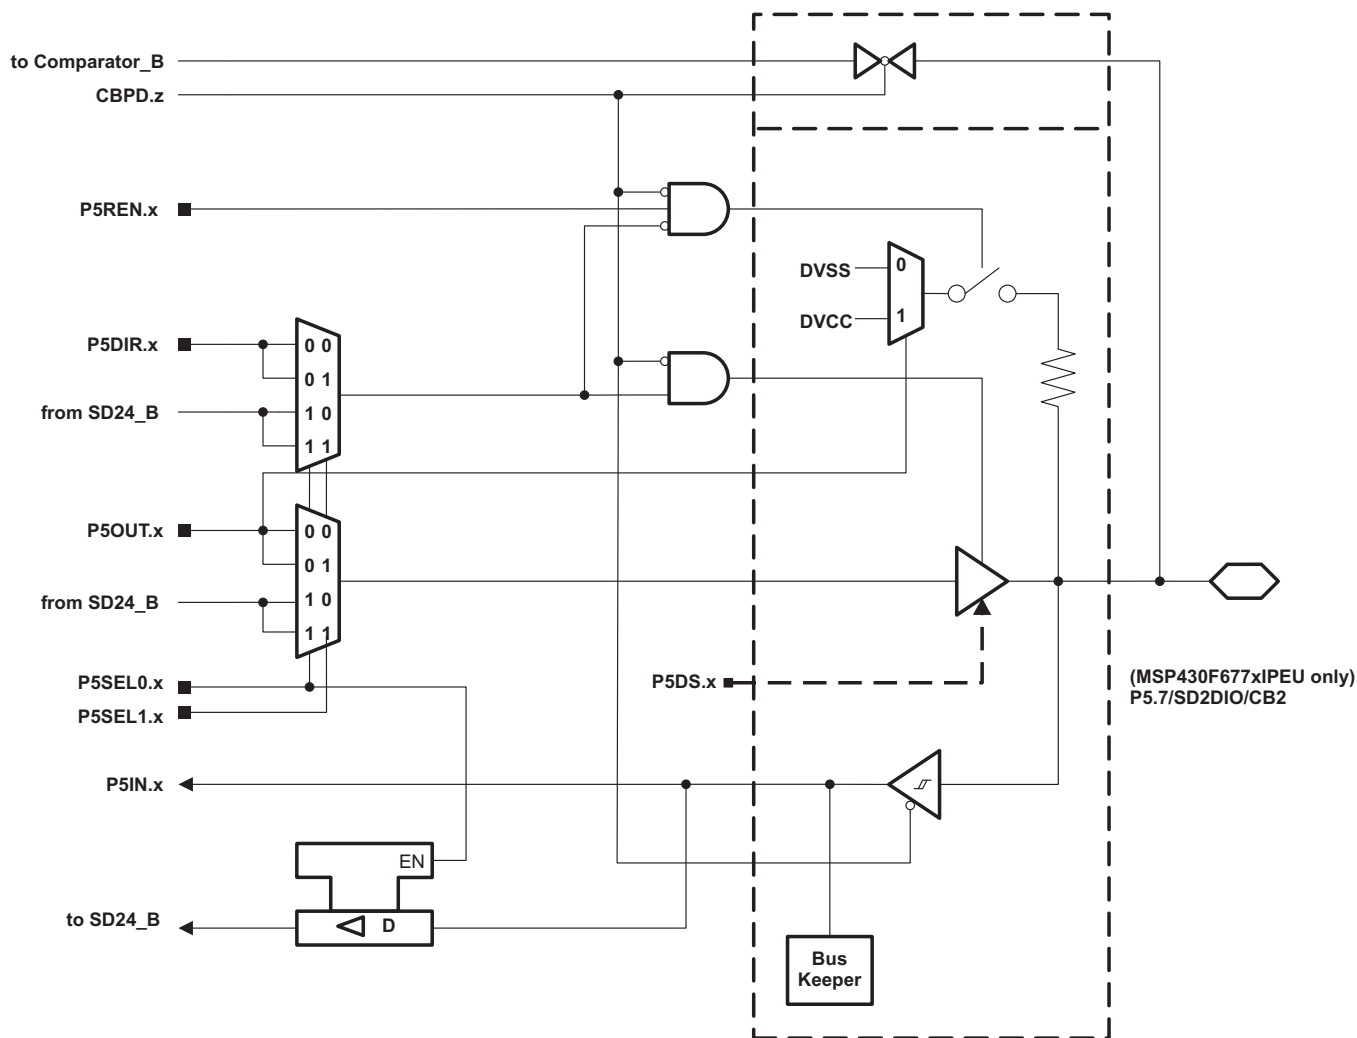 to Comparator_B
CBPD.z
P5REN.x
DVSS
0
DVCC
1
P5DIR.x
0 0
0 1
from SD24_B
1 0
1 1
P5OUT.x
0 0
0 1
from SD24_B
1 0
1 1
P5SEL0.x
P5SEL1.x
P5DS.x
(MSP430F677xIPEU only)
P5.7/SD2DIO/CB2
P5IN.x
EN
to SD24_B
D
Bus
Keeper